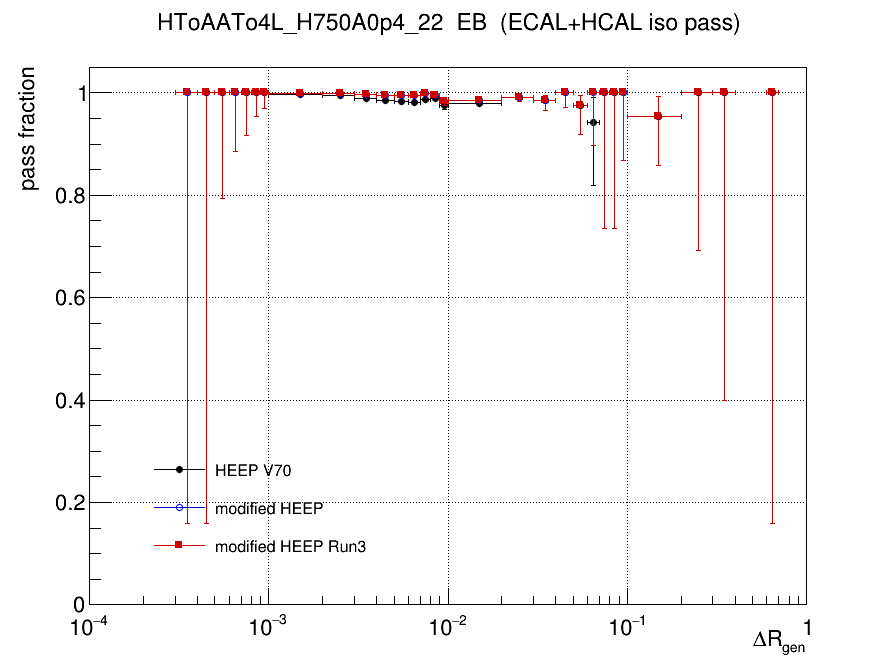 HToAATo4L_H750A0p4_22 EB (ECAL+HCAL iso pass)
pass fraction
1
0.8
0.6
0.4
0.2
0
HEEP V70
modified HEEP
modified HEEP Run3
10⁻⁴ 10⁻³ 10⁻² 10⁻¹ 1
ΔR_gen